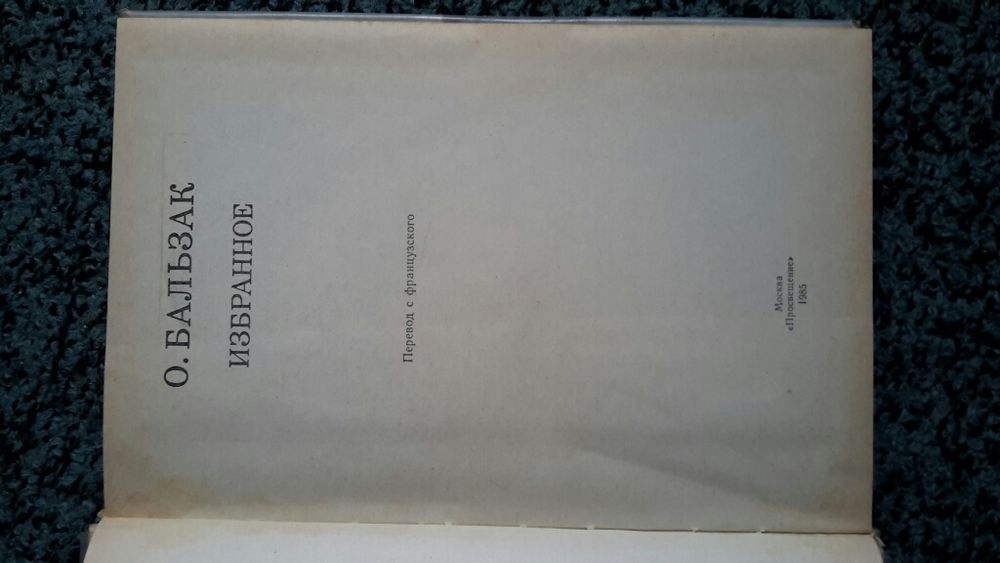 О. БАЛЬЗАК
ИЗБРАННОЕ
Перевод с французского
Москва
«Просвещение»
1985